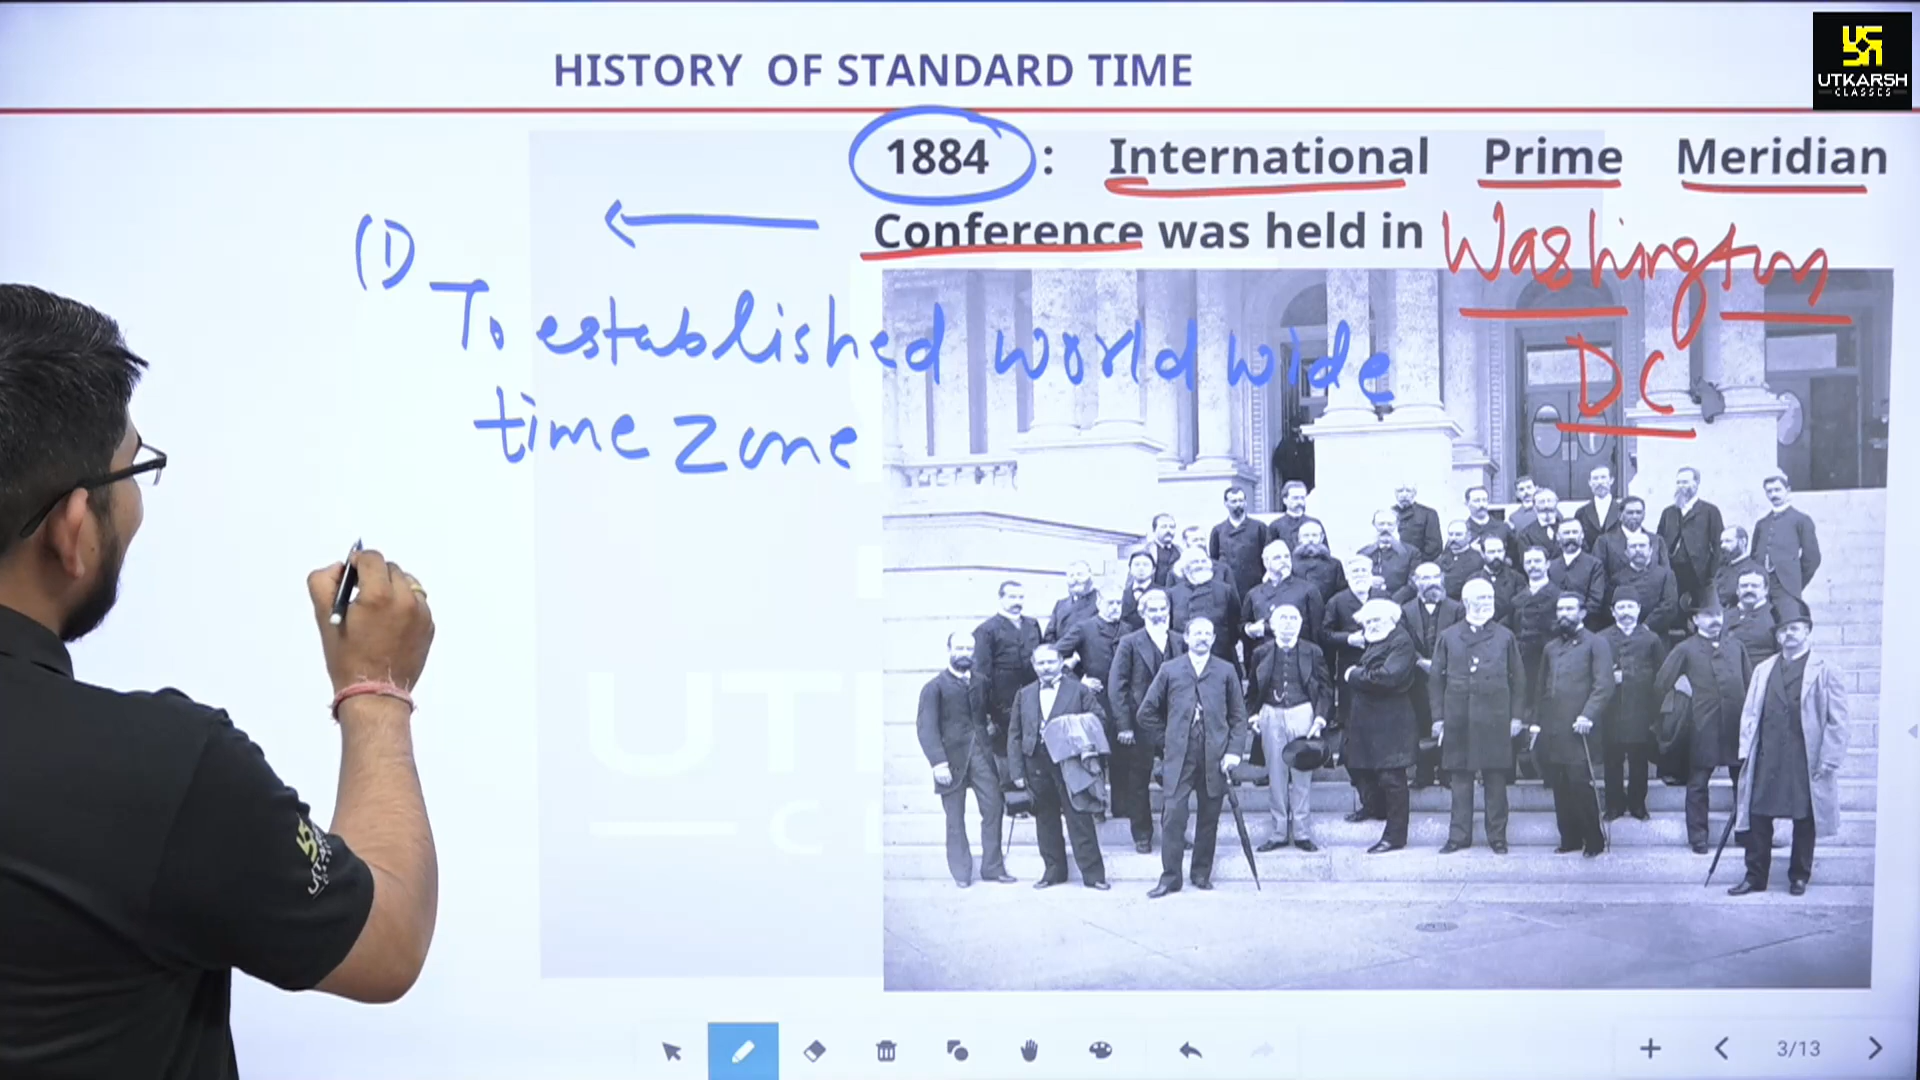 HISTORY OF STANDARD TIME
UTKARSH
CLASSES
1884 : International Prime Meridian
Conference was held in Washington
DC
(1)
To established world wide
time zone
3/13